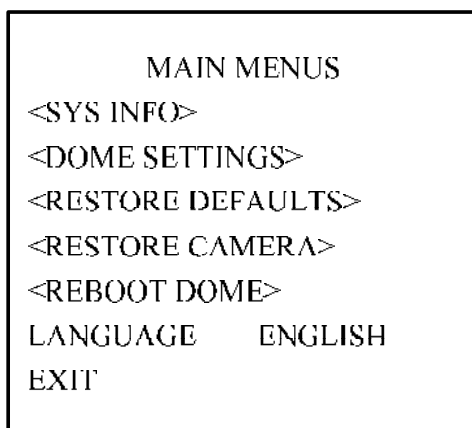 MAIN MENUS
<SYS INFO>
<DOME SETTINGS>
<RESTORE DEFAULTS>
<RESTORE CAMERA>
<REBOOT DOME>
LANGUAGE ENGLISH
EXIT